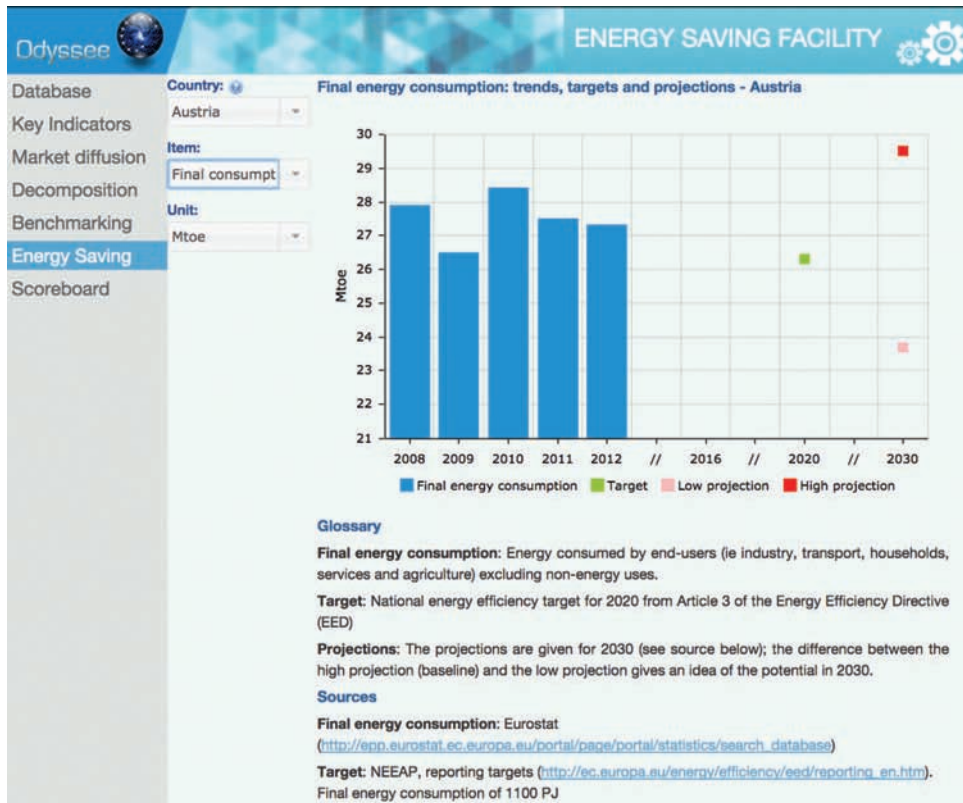 Odyssee
ENERGY SAVING FACILITY
Database
Key Indicators
Market diffusion
Decomposition
Benchmarking
Energy Saving
Scoreboard
Country:
Austria
Item:
Final consumpt
Unit:
Mtoe
Final energy consumption: trends, targets and projections - Austria
30
29
28
27
26
25
24
23
22
21
Mtoe
2008 2009 2010 2011 2012 // 2016 // 2020 // 2030
Final energy consumption Target Low projection High projection
Glossary
Final energy consumption: Energy consumed by end-users (ie industry, transport, households,
services and agriculture) excluding non-energy uses.
Target: National energy efficiency target for 2020 from Article 3 of the Energy Efficiency Directive
(EED)
Projections: The projections are given for 2030 (see source below); the difference between the
high projection (baseline) and the low projection gives an idea of the potential in 2030.
Sources
Final energy consumption: Eurostat
(http://epp.eurostat.ec.europa.eu/portal/page/portal/statistics/search_database)
Target: NEEAP, reporting targets (http://ec.europa.eu/energy/efficiency/eed/reporting_en.htm).
Final energy consumption of 1100 PJ